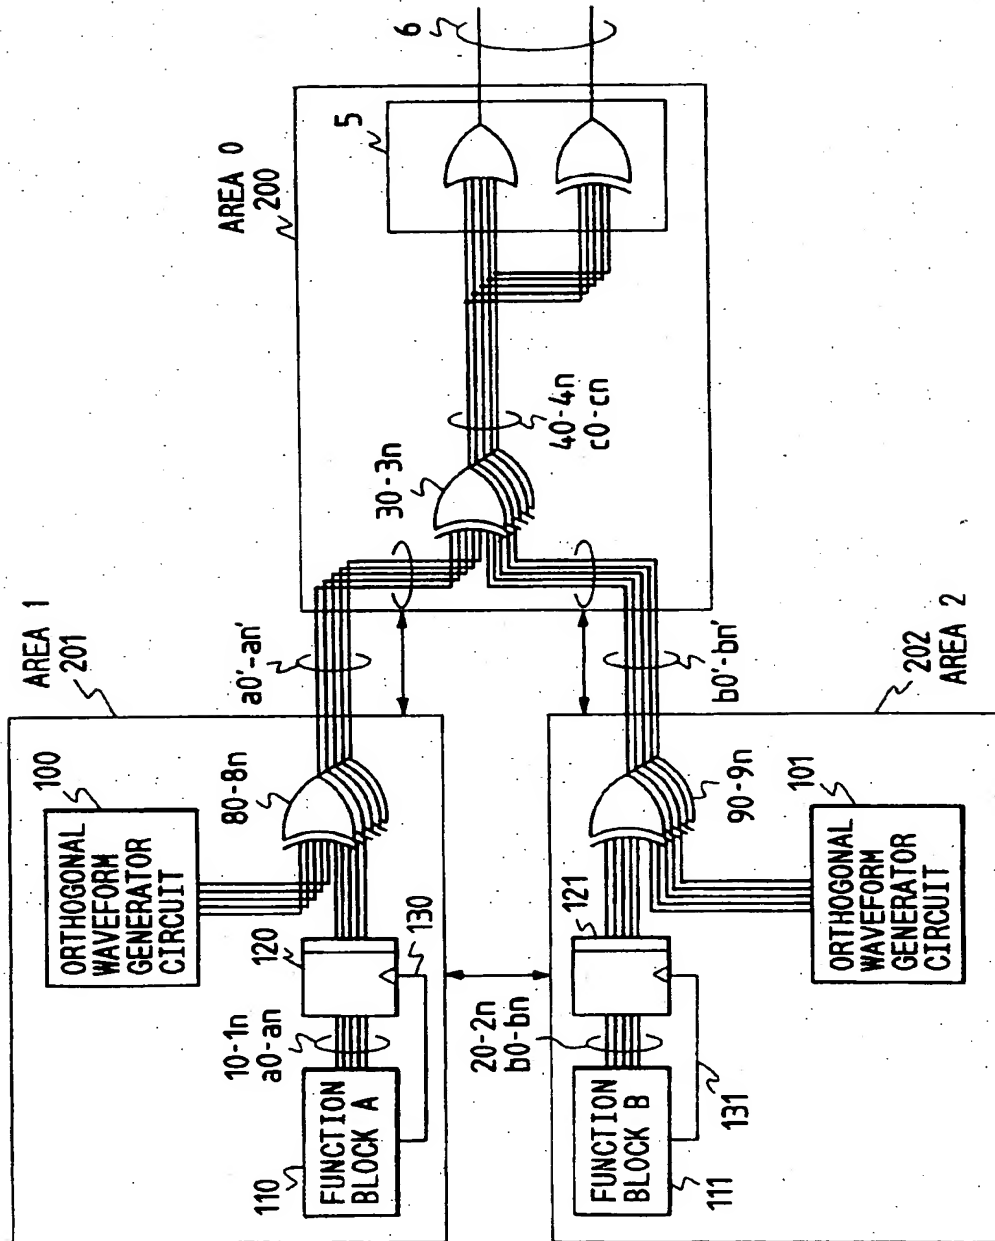 AREA 1
201
100
ORTHOGONAL
WAVEFORM
GENERATOR
CIRCUIT
80-8n
a0'-an'
120
130
10-1n
a0-an
110
FUNCTION
BLOCK A
AREA 0
200
5
6
30-3n
40-4n
c0-cn
20-2n
b0-bn
121
FUNCTION
BLOCK B
111
131
90-9n
b0'-bn'
101
ORTHOGONAL
WAVEFORM
GENERATOR
CIRCUIT
202
AREA 2